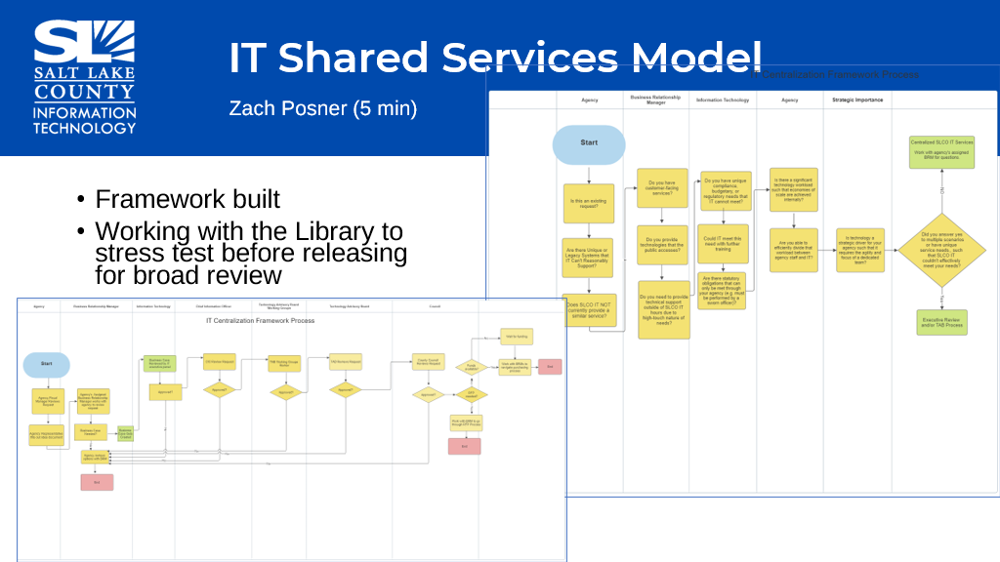 SL
SALT LAKE
COUNTY
INFORMATION
TECHNOLOGY
IT Shared Services Model
Zach Posner (5 min)
• Framework built
• Working with the Library to
stress test before releasing
for broad review
IT Centralization Framework Process
Agency
Business Relationship
Manager
Information Technology
Agency
Strategic Importance
Start
Is this an existing
request?
Are there Unique or
Legacy Systems that
IT Can't Reasonably
Support?
Does SLCO IT NOT
currently provide a
similar service?
Do you have
customer-facing
services?
Do you provide
technologies that the
public accesses?
Do you need to provide
technical support
outside of SLCO IT
hours due to
high-touch nature of
needs?
Do you have unique
compliance,
budgetary, or
regulatory needs that
IT cannot meet?
Could IT meet this
need with further
training
Are there statutory
obligations that can
only be met through
your agency (e.g. must
be performed by a
sworn officer)?
Is there a significant
technology workload
such that economies of
scale are achieved
internally?
Are you able to
efficiently divide that
workload between
agency staff and IT?
Is technology a
strategic driver for your
agency such that it
requires the agility and
focus of a dedicated
team?
Centralized SLCO IT Services
Work with agency's assigned
BRM for questions.
NO
Did you answer yes
to multiple scenarios
or have unique
service needs, such
that SLCO IT
couldn't effectively
meet your needs?
Yes
Executive Review
and/or TAB Process
Agency
Business Relationship Manager
Information Technology
Chief Information Officer
Technology Advisory Board
Working Groups
Technology Advisory Board
Council
IT Centralization Framework Process
Start
Approved?
Approved?
Approved?
Approved?
Approved?
End
End
End